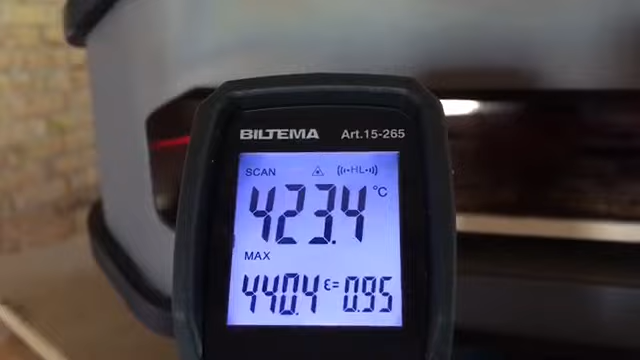 BILTEMA Art.15-265
SCAN ((•HL•))
423.4 °C
MAX
440.4 ε= 0.95